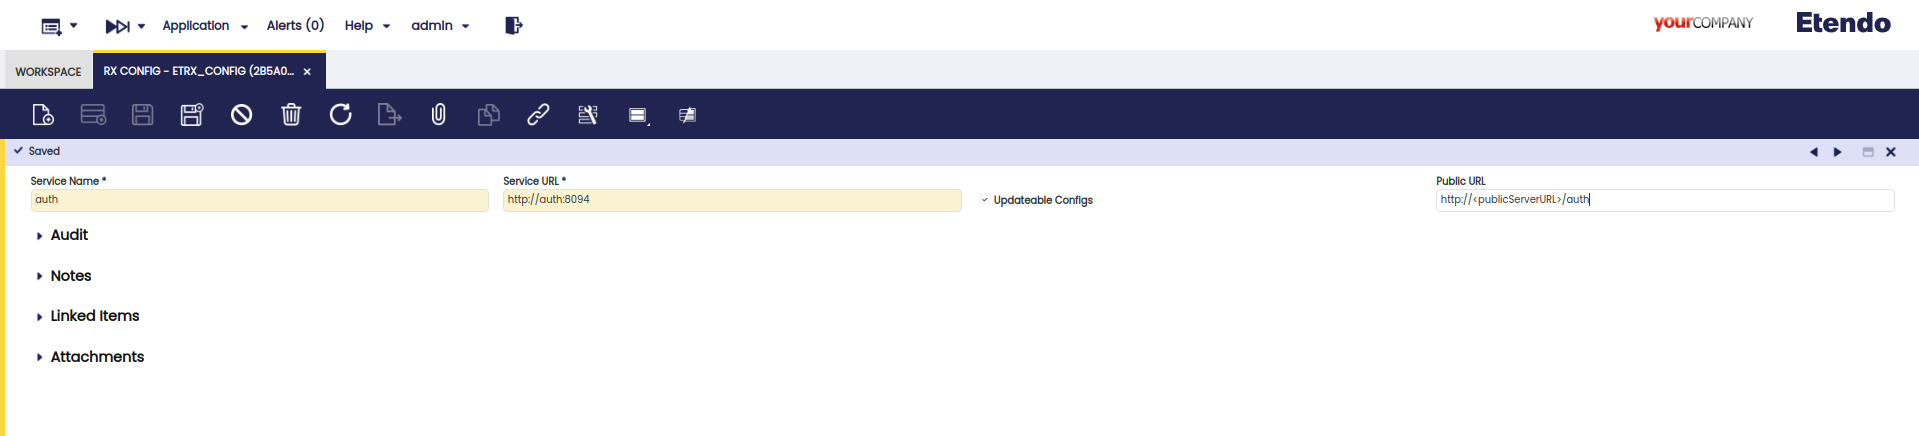 Application Alerts (0) Help admin yourCOMPANY Etendo
WORKSPACE RX CONFIG - ETRX_CONFIG (2B5A0...
Saved
Service Name * Service URL * Public URL
auth http://auth:8094 Updateable Configs http://<publicServerURL>/auth
Audit
Notes
Linked Items
Attachments